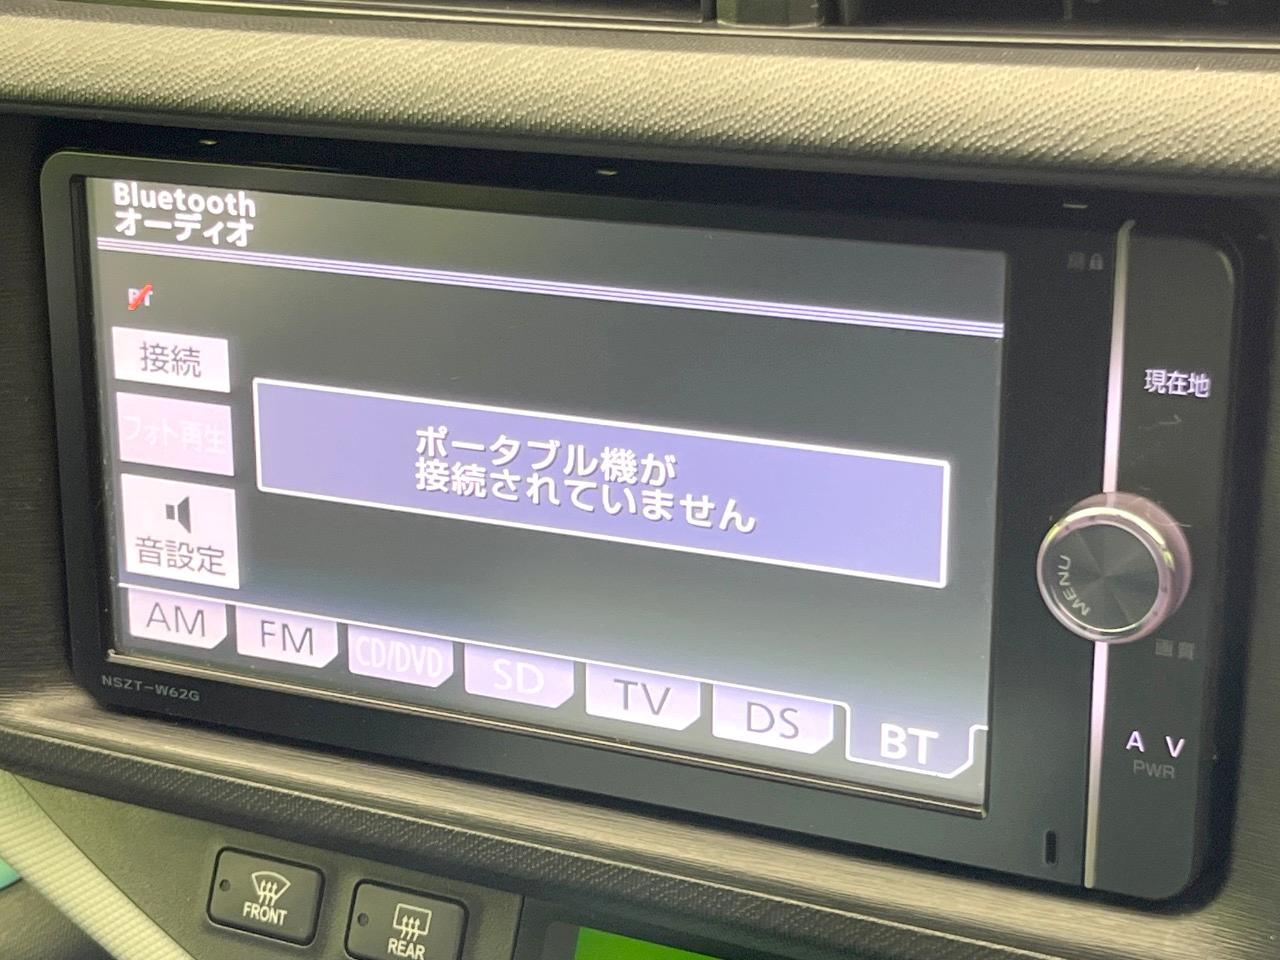 Bluetooth
オーディオ
BT
接続
フォト再生
ポータブル機が
接続されていません
音設定
AM
FM
CD/DVD
SD
TV
DS
BT
NSZT-W62G
現在地
MENU
画質
A V
PWR
FRONT
REAR